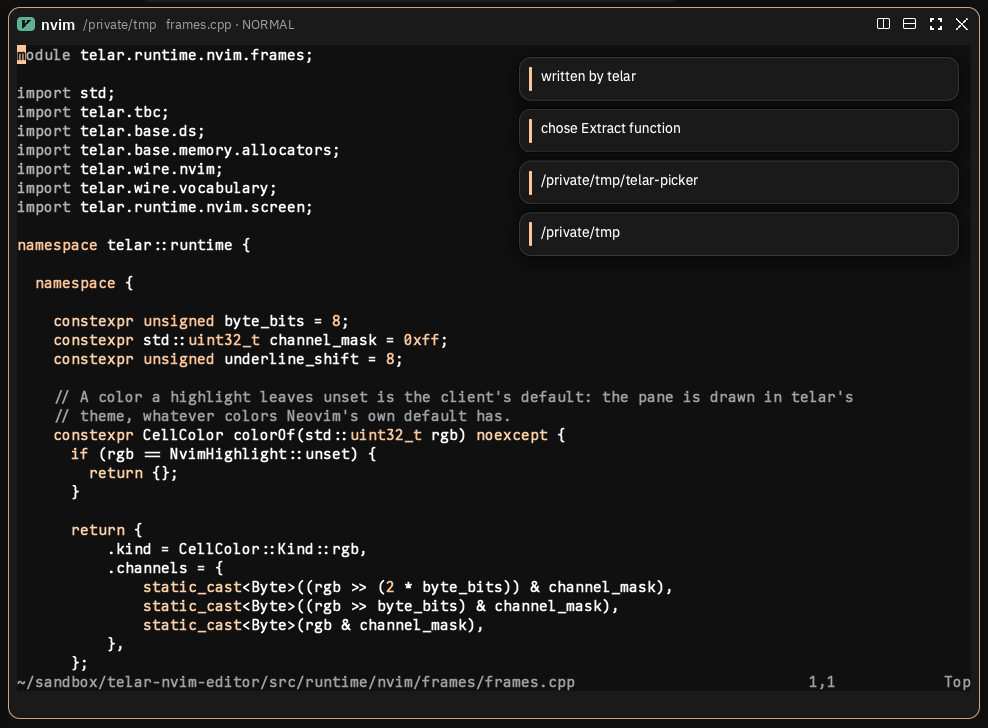 nvim /private/tmp frames.cpp · NORMAL
module telar.runtime.nvim.frames;
written by telar
chose Extract function
/private/tmp/telar-picker
/private/tmp
import std;
import telar.tbc;
import telar.base.ds;
import telar.base.memory.allocators;
import telar.wire.nvim;
import telar.wire.vocabulary;
import telar.runtime.nvim.screen;
namespace telar::runtime {
namespace {
constexpr unsigned byte_bits = 8;
constexpr std::uint32_t channel_mask = 0xff;
constexpr unsigned underline_shift = 8;
// A color a highlight leaves unset is the client's default: the pane is drawn in telar's
// theme, whatever colors Neovim's own default has.
constexpr CellColor colorOf(std::uint32_t rgb) noexcept {
if (rgb == NvimHighlight::unset) {
return {};
}
return {
.kind = CellColor::Kind::rgb,
.channels = {
static_cast<Byte>((rgb >> (2 * byte_bits)) & channel_mask),
static_cast<Byte>((rgb >> byte_bits) & channel_mask),
static_cast<Byte>(rgb & channel_mask),
},
};
~/sandbox/telar-nvim-editor/src/runtime/nvim/frames/frames.cpp 1,1 Top